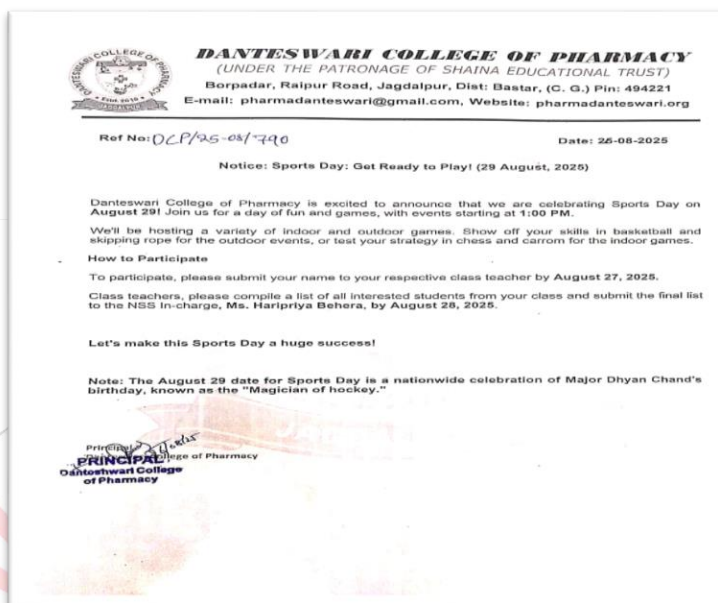 DANTESWARI COLLEGE OF PHARMACY
(UNDER THE PATRONAGE OF SHAINA EDUCATIONAL TRUST)
Borpadar, Raipur Road, Jagdalpur, Dist: Bastar, (C. G.) Pin: 494221
E-mail: pharmadanteswari@gmail.com, Website: pharmadanteswari.org
Ref No: DCP/25-08/790
Date: 26-08-2025
Notice: Sports Day: Get Ready to Play! (29 August, 2025)
Danteswari College of Pharmacy is excited to announce that we are celebrating Sports Day on
August 29! Join us for a day of fun and games, with events starting at 1:00 PM.
We'll be hosting a variety of indoor and outdoor games. Show off your skills in basketball and
skipping rope for the outdoor events, or test your strategy in chess and carrom for the indoor games.
How to Participate
To participate, please submit your name to your respective class teacher by August 27, 2025.
Class teachers, please compile a list of all interested students from your class and submit the final list
to the NSS In-charge, Ms. Haripriya Behera, by August 28, 2025.
Let's make this Sports Day a huge success!
Note: The August 29 date for Sports Day is a nationwide celebration of Major Dhyan Chand's
birthday, known as the "Magician of hockey."
Principal
College of Pharmacy
PRINCIPAL
Danteshwari College
of Pharmacy